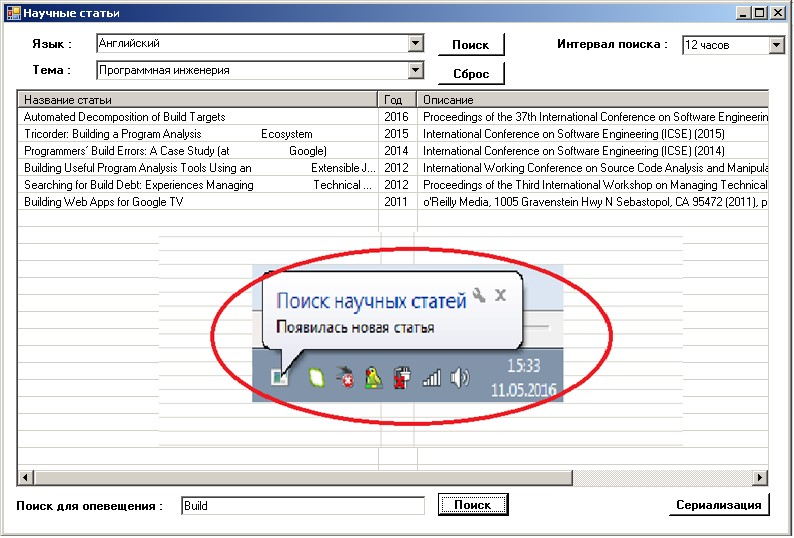 Научные статьи
Язык : Английский Поиск Интервал поиска : 12 часов
Тема : Программная инженерия Сброс
Название статьи Год Описание
Automated Decomposition of Build Targets 2016 Proceedings of the 37th International Conference on Software Engineerin
Tricorder: Building a Program Analysis Ecosystem 2015 International Conference on Software Engineering (ICSE) (2015)
Programmers´ Build Errors: A Case Study (at Google) 2014 International Conference on Software Engineering (ICSE) (2014)
Building Useful Program Analysis Tools Using an Extensible J... 2012 International Working Conference on Source Code Analysis and Manipula
Searching for Build Debt: Experiences Managing Technical ... 2012 Proceedings of the Third International Workshop on Managing Technical
Building Web Apps for Google TV 2011 o'Reilly Media, 1005 Gravenstein Hwy N Sebastopol, CA 95472 (2011), p
Поиск научных статей
Появилась новая статья
15:33
11.05.2016
Поиск для опевещения : Build Поиск Сериализация